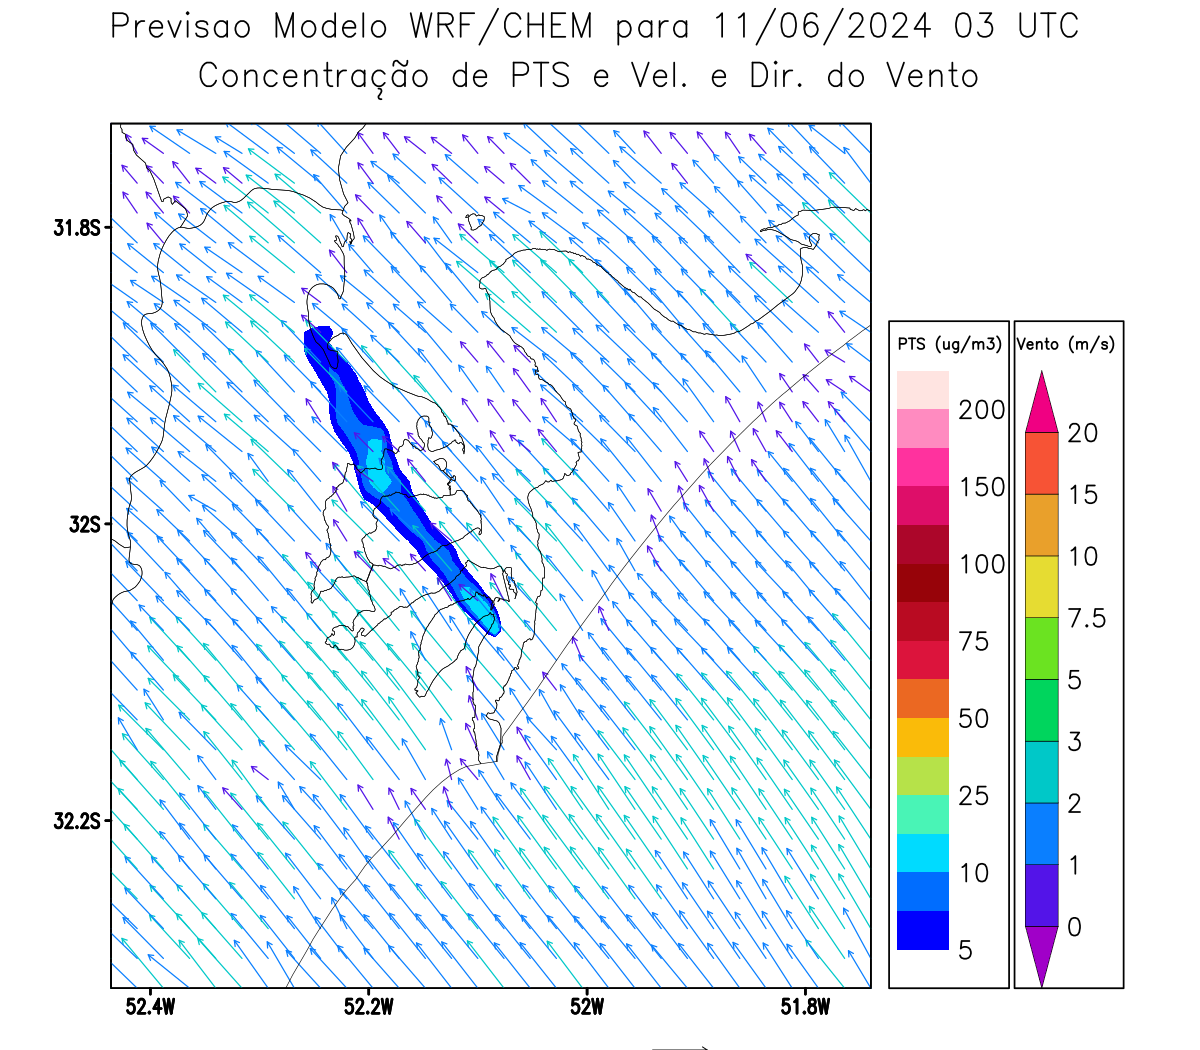 Previsao Modelo WRF/CHEM para 11/06/2024 03 UTC
Concentração de PTS e Vel. e Dir. do Vento
31.8S
32S
32.2S
52.4W
52.2W
52W
51.8W
PTS (ug/m3)
200
150
100
75
50
25
10
5
Vento (m/s)
20
15
10
7.5
5
3
2
1
0